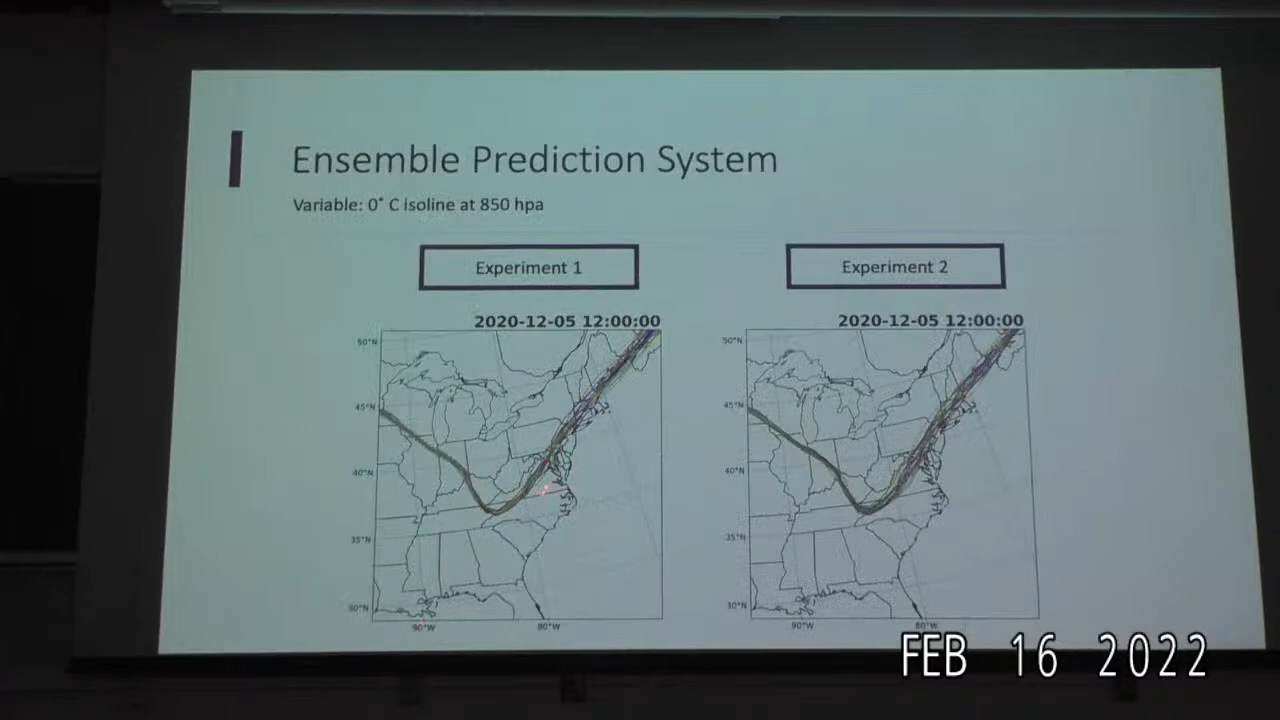 Ensemble Prediction System
Variable: 0° C isoline at 850 hpa
Experiment 1
Experiment 2
2020-12-05 12:00:00
2020-12-05 12:00:00
50°N
45°N
40°N
35°N
30°N
90°W
80°W
50°N
45°N
40°N
35°N
30°N
90°W
80°W
FEB 16 2022